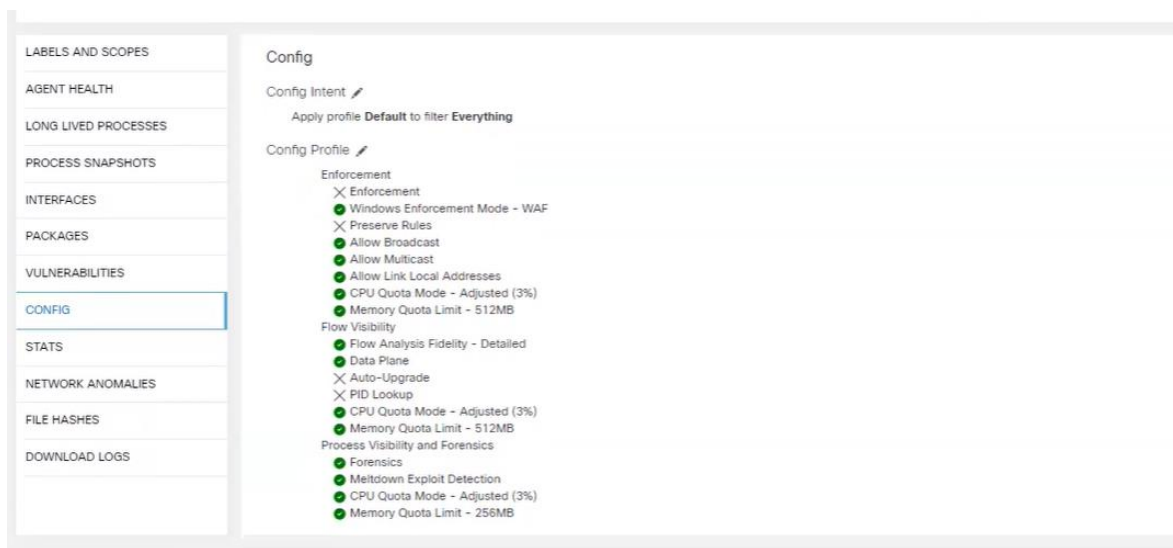 LABELS AND SCOPES
AGENT HEALTH
LONG LIVED PROCESSES
PROCESS SNAPSHOTS
INTERFACES
PACKAGES
VULNERABILITIES
CONFIG
STATS
NETWORK ANOMALIES
FILE HASHES
DOWNLOAD LOGS
Config
Config Intent
Apply profile Default to filter Everything
Config Profile
Enforcement
Enforcement
Windows Enforcement Mode - WAF
Preserve Rules
Allow Broadcast
Allow Multicast
Allow Link Local Addresses
CPU Quota Mode - Adjusted (3%)
Memory Quota Limit - 512MB
Flow Visibility
Flow Analysis Fidelity - Detailed
Data Plane
Auto-Upgrade
PID Lookup
CPU Quota Mode - Adjusted (3%)
Memory Quota Limit - 512MB
Process Visibility and Forensics
Forensics
Meltdown Exploit Detection
CPU Quota Mode - Adjusted (3%)
Memory Quota Limit - 256MB